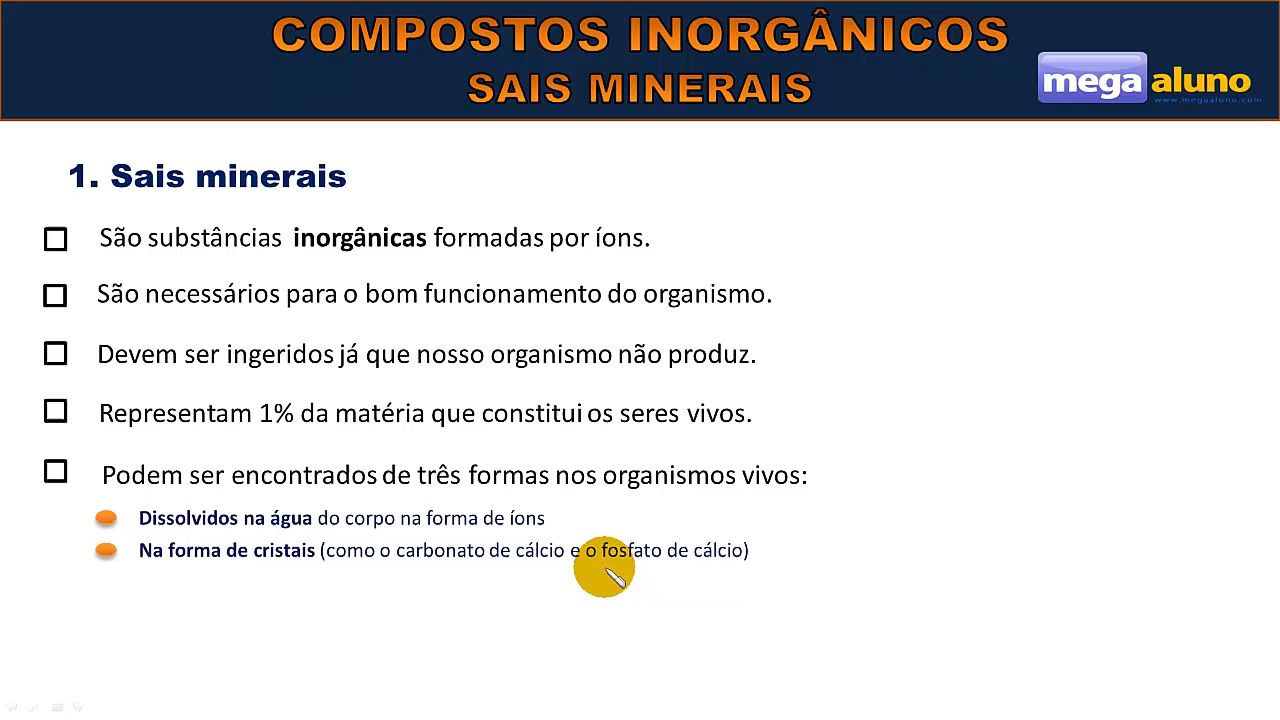 COMPOSTOS INORGÂNICOS
SAIS MINERAIS
mega aluno
www.megaaluno.com
1. Sais minerais
São substâncias inorgânicas formadas por íons.
São necessários para o bom funcionamento do organismo.
Devem ser ingeridos já que nosso organismo não produz.
Representam 1% da matéria que constitui os seres vivos.
Podem ser encontrados de três formas nos organismos vivos:
Dissolvidos na água do corpo na forma de íons
Na forma de cristais (como o carbonato de cálcio e o fosfato de cálcio)